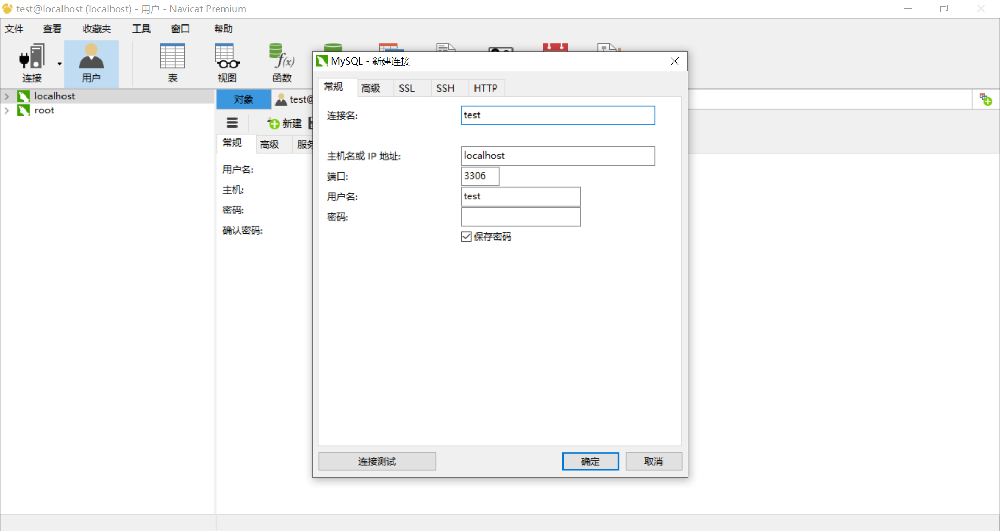 test@localhost (localhost) - 用户 - Navicat Premium
文件 查看 收藏夹 工具 窗口 帮助
连接 用户 表 视图 函数
localhost
root
对象 test@
新建
常规 高级 服务
用户名:
主机:
密码:
确认密码:
MySQL - 新建连接
常规 高级 SSL SSH HTTP
连接名: test
主机名或 IP 地址: localhost
端口: 3306
用户名: test
密码:
保存密码
连接测试 确定 取消